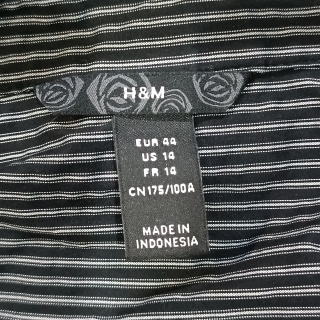 H&M
EUR 44
US 14
FR 14
CN175/100A
MADE IN
INDONESIA